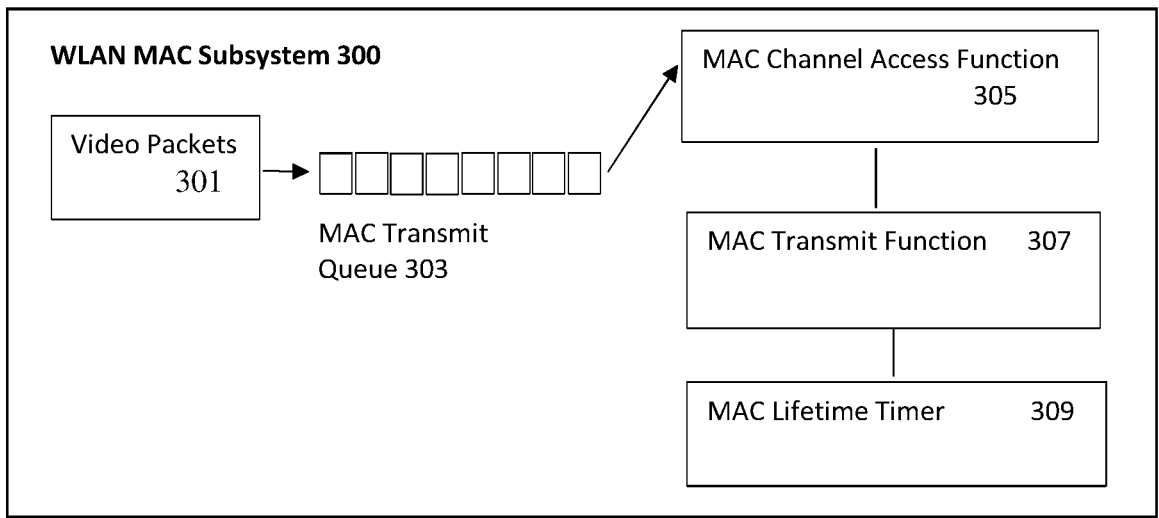 WLAN MAC Subsystem 300
Video Packets
301
MAC Transmit
Queue 303
MAC Channel Access Function
305
MAC Transmit Function 307
MAC Lifetime Timer 309